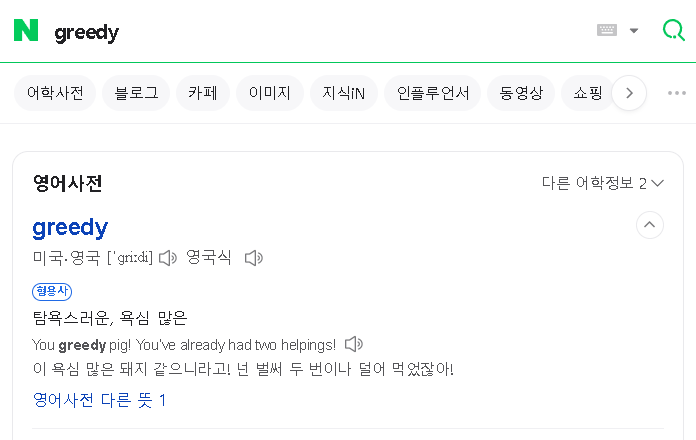 N greedy
어학사전 블로그 카페 이미지 지식iN 인플루언서 동영상 쇼핑
영어사전 다른 어학정보 2
greedy
미국∙영국 [ˈɡriːdi] 영국식
형용사
탐욕스러운, 욕심 많은
You greedy pig! You've already had two helpings!
이 욕심 많은 돼지 같으니라고! 넌 벌써 두 번이나 덜어 먹었잖아!
영어사전 다른 뜻 1